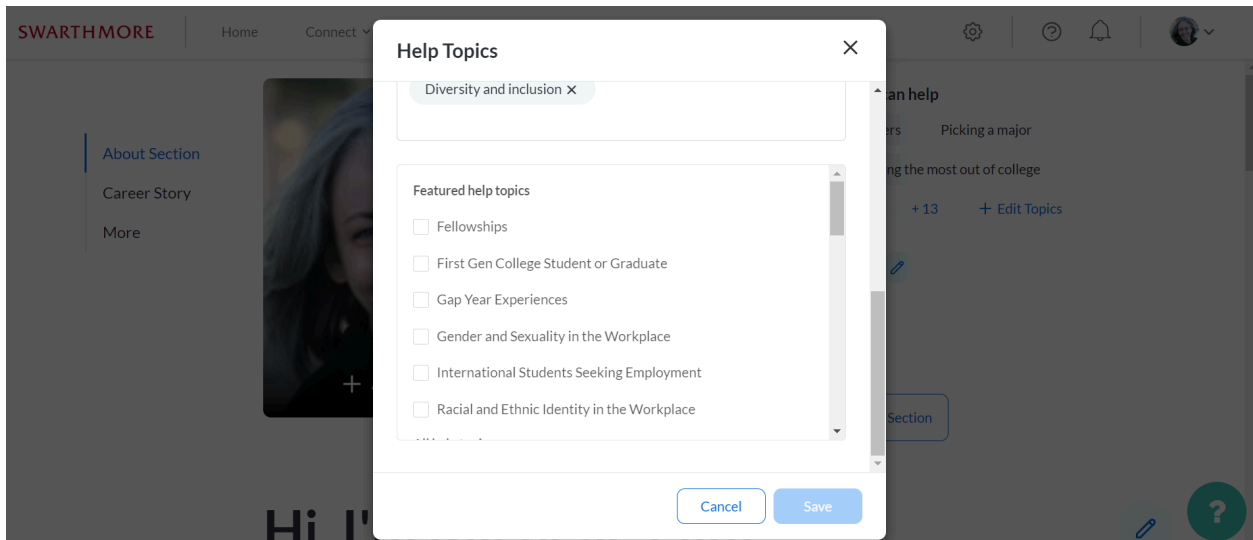 SWARTHMORE
Home
Connect
Help Topics
Diversity and inclusion ×
can help
Picking a major
the most out of college
+ 13
+ Edit Topics
About Section
Career Story
More
Featured help topics
Fellowships
First Gen College Student or Graduate
Gap Year Experiences
Gender and Sexuality in the Workplace
International Students Seeking Employment
Racial and Ethnic Identity in the Workplace
Section
Cancel
Save
Hi, I'
?